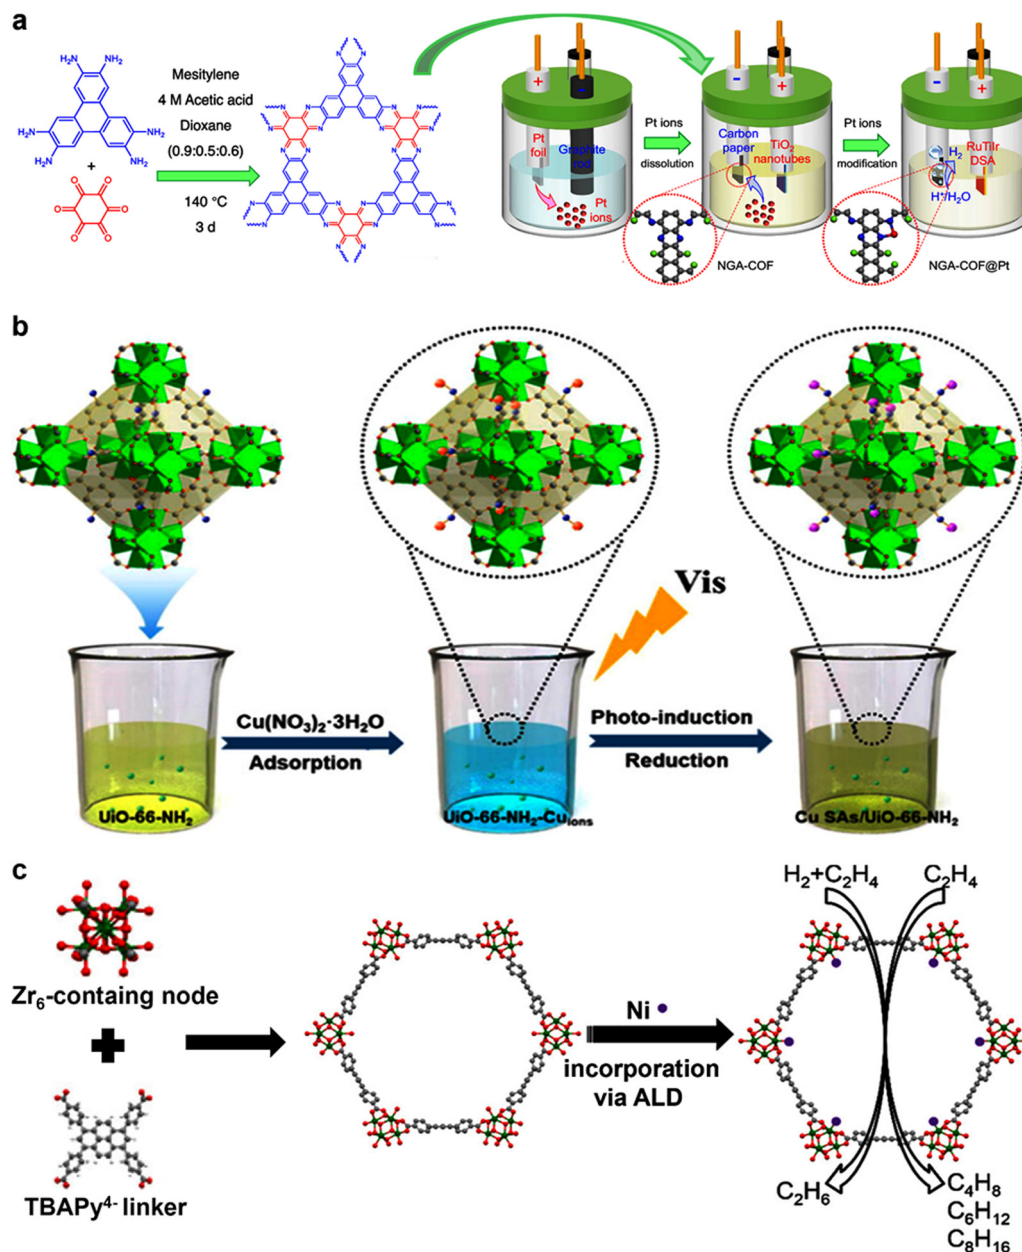 a
NH₂
NH₂
H₂N
H₂N
NH₂
NH₂
+
O
O
O
O
O
O
Mesitylene
4 M Acetic acid
Dioxane
(0.9:0.5:0.6)
140 °C
3 d
+
-
Pt
foil
Graphite
rod
Pt
ions
Pt ions
dissolution
-
+
Carbon
paper
TiO₂
nanotubes
NGA-COF
Pt ions
modification
-
+
H₂
H⁺/H₂O
RuTiIr
DSA
NGA-COF@Pt
b
UiO-66-NH₂
Cu(NO₃)₂·3H₂O
Adsorption
UiO-66-NH₂-Cuᵢₒₙₛ
Vis
Photo-induction
Reduction
Cu SAs/UiO-66-NH₂
c
Zr₆-containg node
TBAPy⁴⁻ linker
Ni
incorporation
via ALD
H₂+C₂H₄
C₂H₄
C₂H₆
C₄H₈
C₆H₁₂
C₈H₁₆